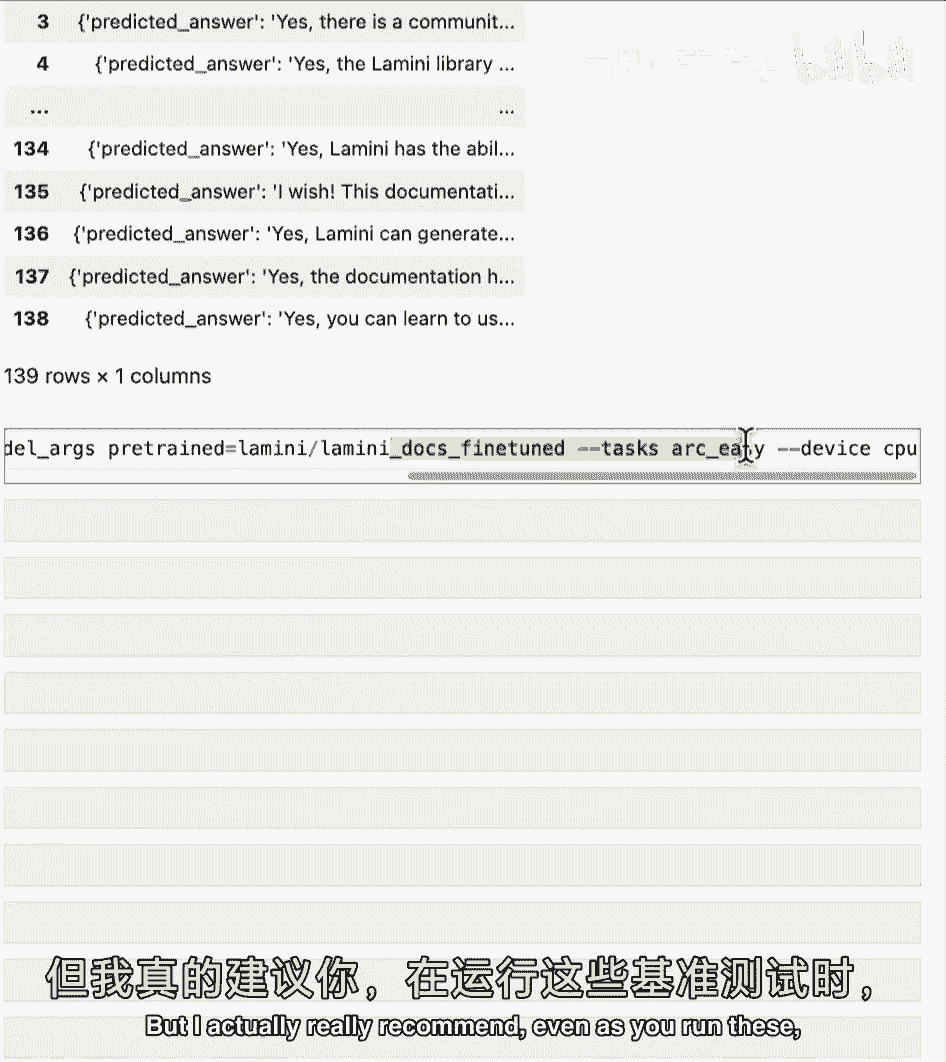 3 {'predicted_answer': 'Yes, there is a communit...
4 {'predicted_answer': 'Yes, the Lamini library ...
... ...
134 {'predicted_answer': 'Yes, Lamini has the abil...
135 {'predicted_answer': 'I wish! This documentati...
136 {'predicted_answer': 'Yes, Lamini can generate...
137 {'predicted_answer': 'Yes, the documentation h...
138 {'predicted_answer': 'Yes, you can learn to us...
139 rows × 1 columns
del_args pretrained=lamini/lamini_docs_finetuned --tasks arc_easy --device cpu
但我真的建议你，在运行这些基准测试时，
But I actually really recommend, even as you run these,